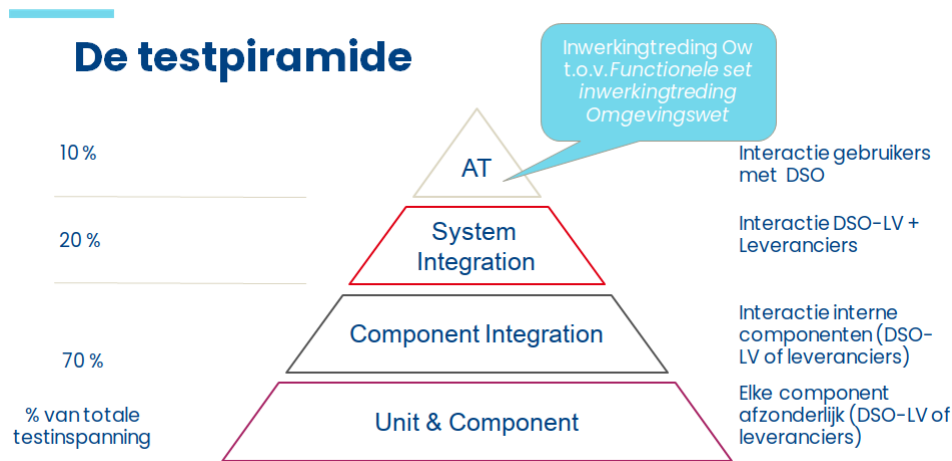 De testpiramide
Inwerkingtreding Ow
t.o.v. Functionele set
inwerkingtreding
Omgevingswet
10 %
AT
Interactie gebruikers
met DSO
20 %
System
Integration
Interactie DSO-LV +
Leveranciers
70 %
Component Integration
Interactie interne
componenten (DSO-
LV of leveranciers)
% van totale
testinspanning
Unit & Component
Elke component
afzonderlijk (DSO-LV of
leveranciers)